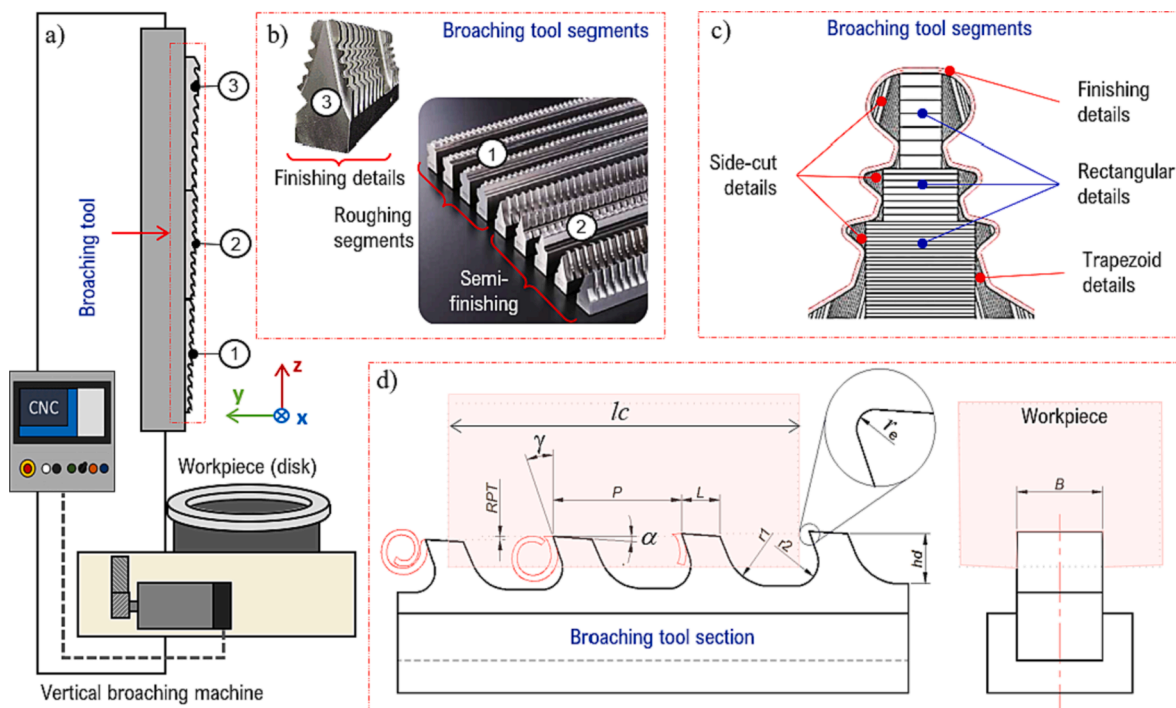 a)
3
Broaching tool
2
1
z
y
x
CNC
Workpiece (disk)
Vertical broaching machine
b)
Broaching tool segments
3
Finishing details
1
Roughing
segments
2
Semi-
finishing
c)
Broaching tool segments
Finishing
details
Side-cut
details
Rectangular
details
Trapezoid
details
d)
lc
γ
RPT
P
L
α
r1
r2
re
hd
Broaching tool section
Workpiece
B